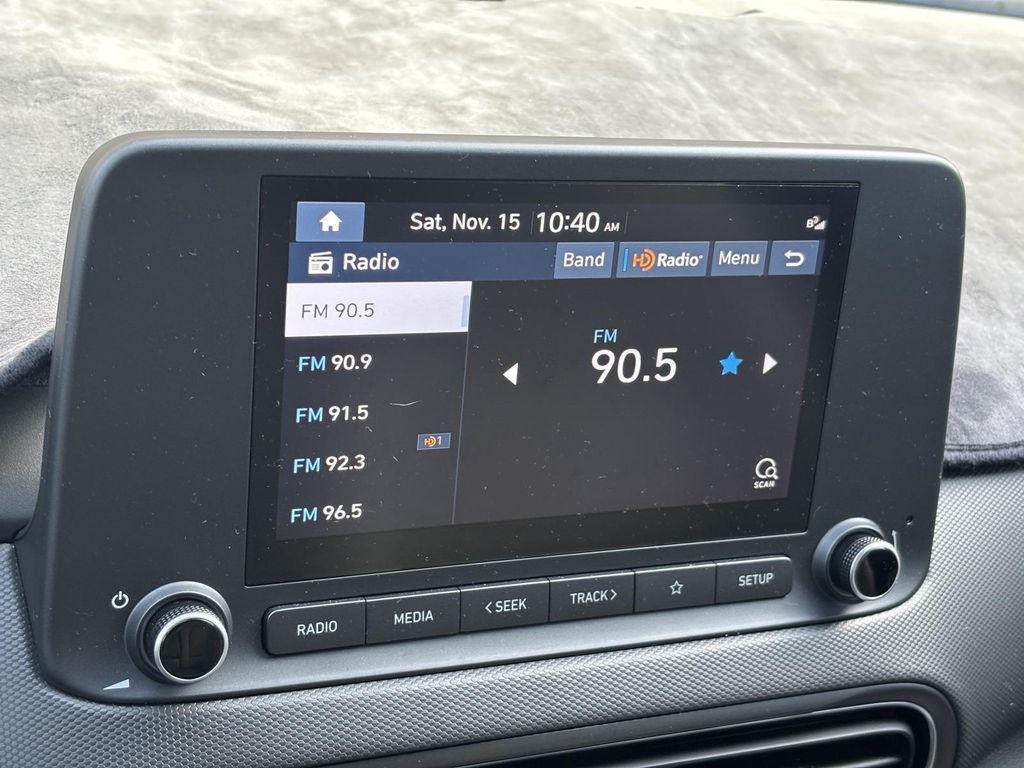 Sat, Nov. 15 10:40 AM
Radio Band HD Radio Menu
FM 90.5
FM 90.9
FM 91.5
HD1
FM 92.3
FM 96.5
FM
90.5
SCAN
RADIO MEDIA <SEEK TRACK> SETUP